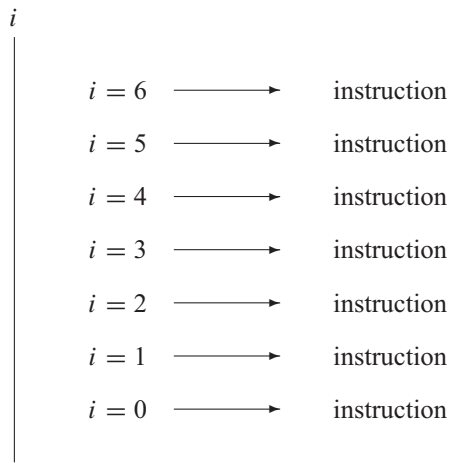 i
i = 6 instruction
i = 5 instruction
i = 4 instruction
i = 3 instruction
i = 2 instruction
i = 1 instruction
i = 0 instruction